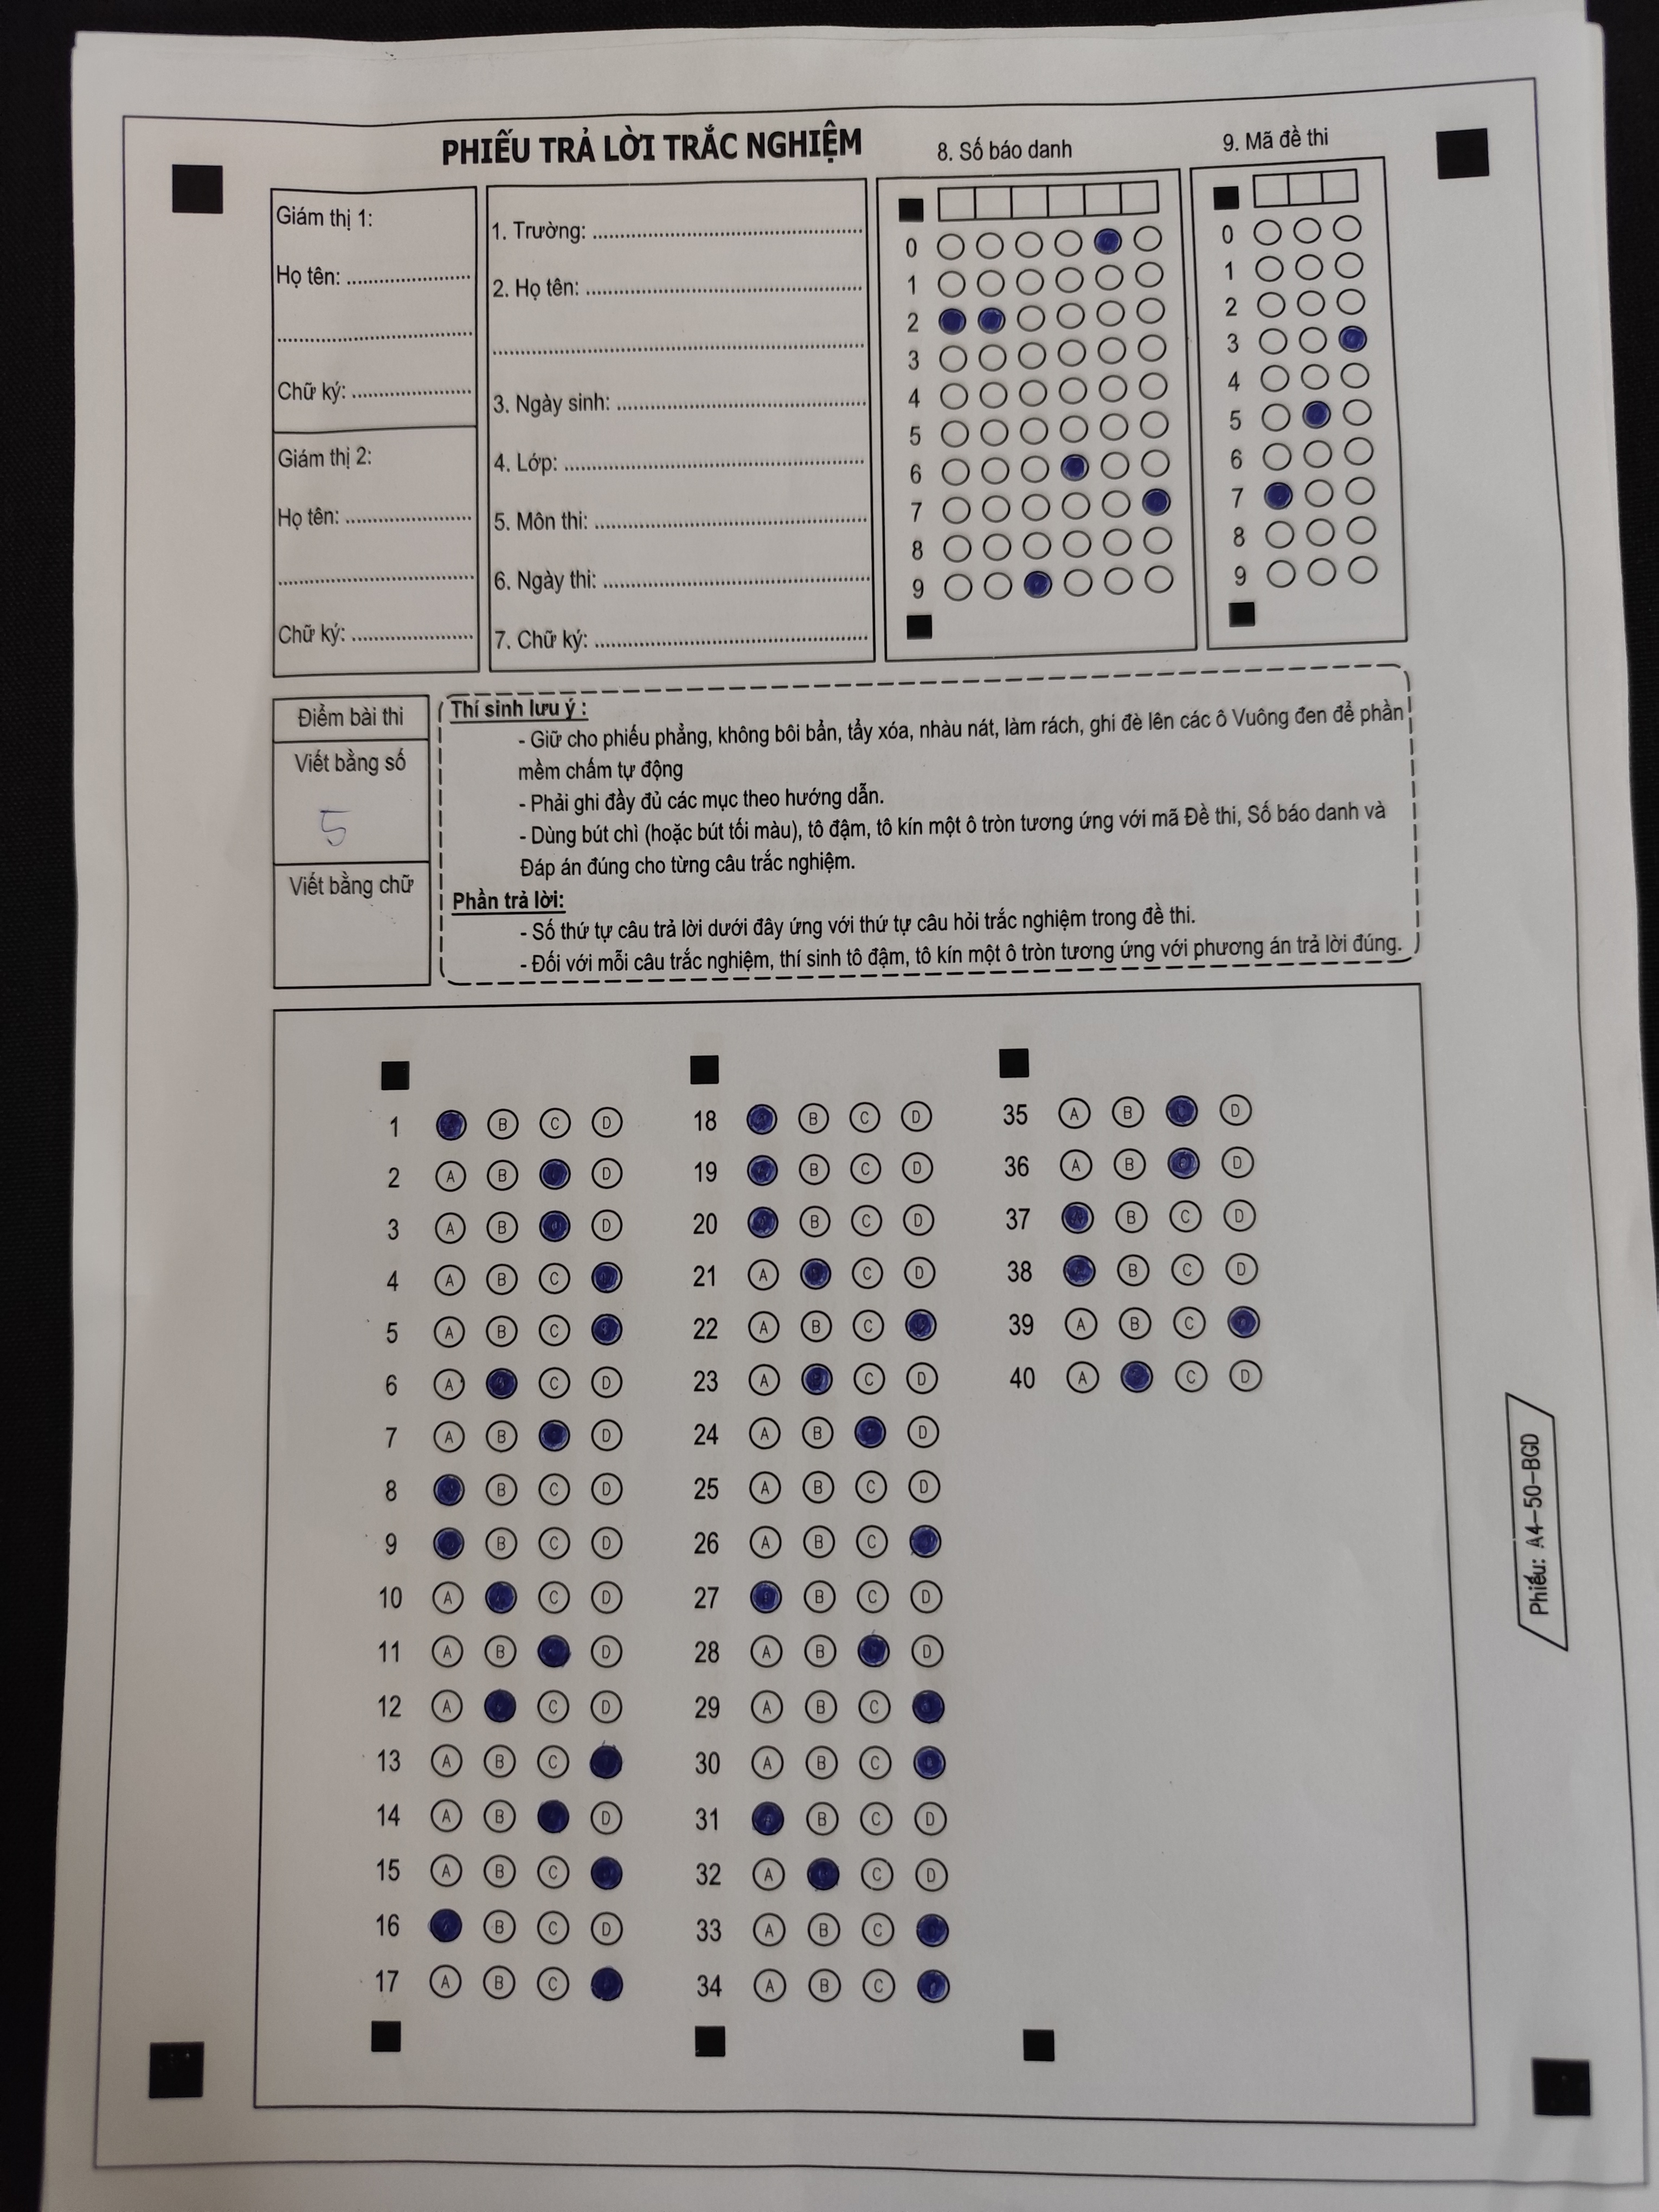 PHIẾU TRẢ LỜI TRẮC NGHIỆM
8. Số báo danh
9. Mã đề thi
Giám thị 1:
Họ tên: ....................
..............................
Chữ ký: ....................
Giám thị 2:
Họ tên: ....................
..............................
Chữ ký: ....................
1. Trường: ....................
2. Họ tên: ....................
..............................
3. Ngày sinh: ....................
4. Lớp: ....................
5. Môn thi: ....................
6. Ngày thi: ....................
7. Chữ ký: ....................
0
1
2
3
4
5
6
7
8
9
0
1
2
3
4
5
6
7
8
9
Điểm bài thi
Viết bằng số
5
Viết bằng chữ
Thí sinh lưu ý :
- Giữ cho phiếu phẳng, không bôi bẩn, tẩy xóa, nhàu nát, làm rách, ghi đè lên các ô Vuông đen để phần
mềm chấm tự động
- Phải ghi đầy đủ các mục theo hướng dẫn.
- Dùng bút chì (hoặc bút tối màu), tô đậm, tô kín một ô tròn tương ứng với mã Đề thi, Số báo danh và
Đáp án đúng cho từng câu trắc nghiệm.
Phần trả lời:
- Số thứ tự câu trả lời dưới đây ứng với thứ tự câu hỏi trắc nghiệm trong đề thi.
- Đối với mỗi câu trắc nghiệm, thí sinh tô đậm, tô kín một ô tròn tương ứng với phương án trả lời đúng.
1 B C D
2 A B D
3 A B D
4 A B C
5 A B C
6 A C D
7 A B D
8 B C D
9 B C D
10 A C D
11 A B D
12 A C D
13 A B C
14 A B D
15 A B C
16 B C D
17 A B C
18 B C D
19 B C D
20 B C D
21 A C D
22 A B C
23 A C D
24 A B D
25 A B C D
26 A B C
27 B C D
28 A B D
29 A B C
30 A B C
31 B C D
32 A C D
33 A B C
34 A B C
35 A B D
36 A B D
37 B C D
38 B C D
39 A B C
40 A C D
Phiếu: A4-50-BGD